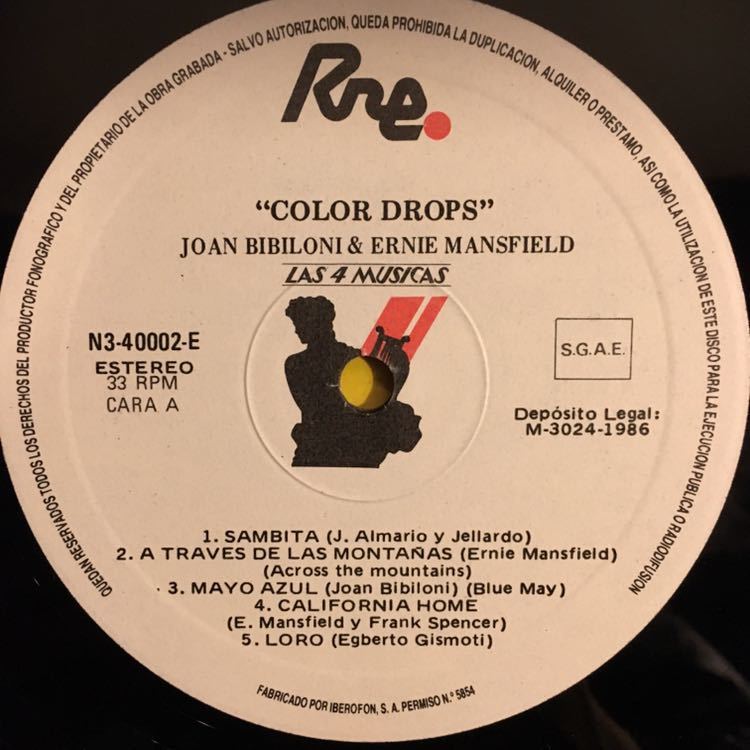 QUEDAN RESERVADOS TODOS LOS DERECHOS DEL PRODUCTOR FONOGRAFICO Y DEL PROPIETARIO DE LA OBRA GRABADA - SALVO AUTORIZACION, QUEDA PROHIBIDA LA DUPLICACION, ALQUILER O PRESTAMO, ASI COMO LA UTILIZACION DE ESTE DISCO PARA LA EJECUCION PUBLICA O RADIODIFUSION
Rne.
"COLOR DROPS"
JOAN BIBILONI & ERNIE MANSFIELD
LAS 4 MUSICAS
N3-40002-E
ESTEREO
33 RPM
CARA A
S.G.A.E.
Depósito Legal:
M-3024-1986
1. SAMBITA (J. Almario y Jellardo)
2. A TRAVES DE LAS MONTAÑAS (Ernie Mansfield)
(Across the mountains)
3. MAYO AZUL (Joan Bibiloni) (Blue May)
4. CALIFORNIA HOME
(E. Mansfield y Frank Spencer)
5. LORO (Egberto Gismoti)
FABRICADO POR IBEROFON, S. A. PERMISO N.º 5854